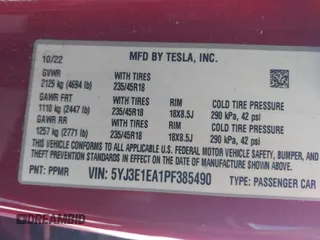 MFD BY TESLA, INC.
10/22
GVWR
2129 kg (4694 lb)
WITH TIRES
235/45R18
GAWR FRT
1110 kg (2447 lb)
WITH TIRES
235/45R18
RIM
18X8.5J
COLD TIRE PRESSURE
290 kPa, 42 psi
GAWR RR
1257 kg (2771 lb)
WITH TIRES
235/45R18
RIM
18X8.5J
COLD TIRE PRESSURE
290 kPa, 42 psi
THIS VEHICLE CONFORMS TO ALL APPLICABLE FEDERAL MOTOR VEHICLE
SAFETY, BUMPER, AND THEFT PREVENTION STANDARDS IN EFFECT ON THE
DATE OF MANUFACTURE SHOWN ABOVE.
PNT: PPMR
VIN: 5YJ3E1EA1PF385490
TYPE: PASSENGER CAR
DREAMBID